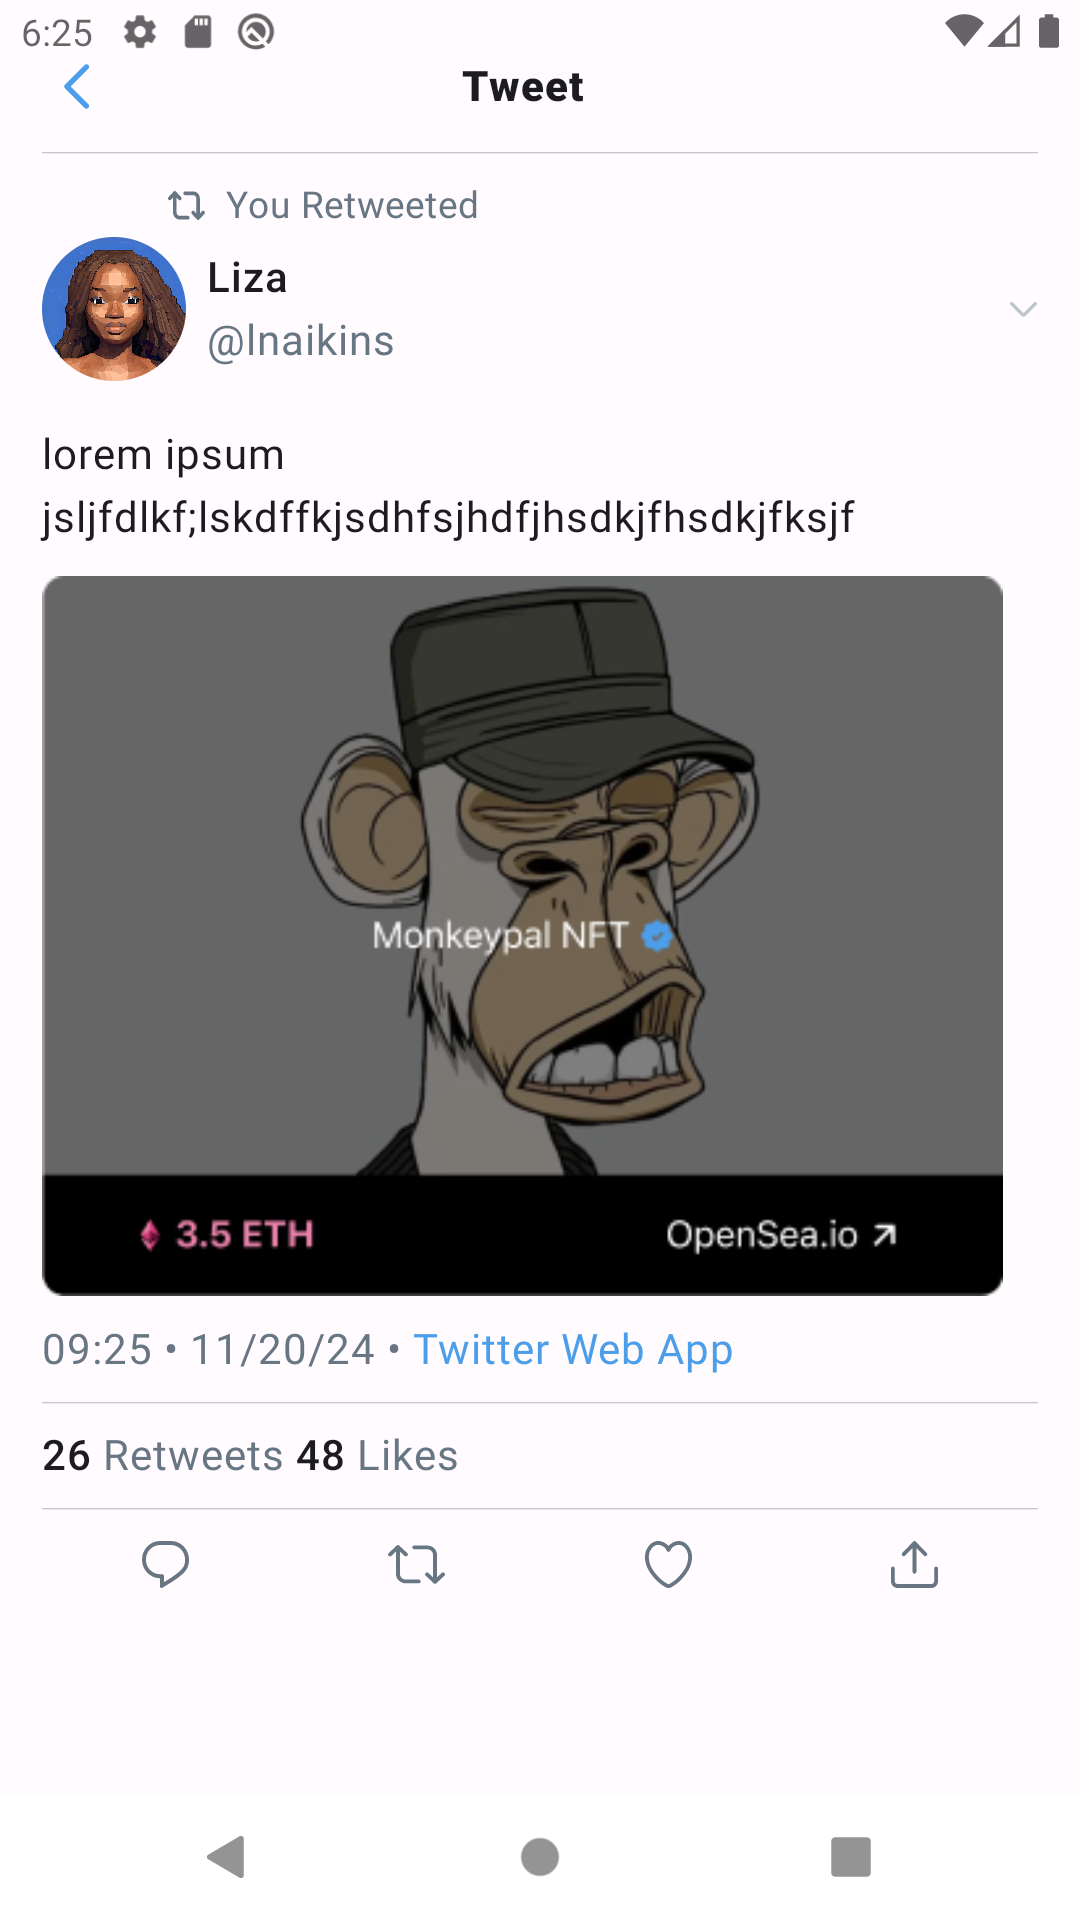 6:25
Tweet
You Retweeted
Liza
@lnaikins
lorem ipsum
jsljfdlkf;lskdffkjsdhfsjhdfjhsdkjfhsdkjfksjf
Monkeypal NFT
3.5 ETH
OpenSea.io
09:25 • 11/20/24 • Twitter Web App
26 Retweets 48 Likes